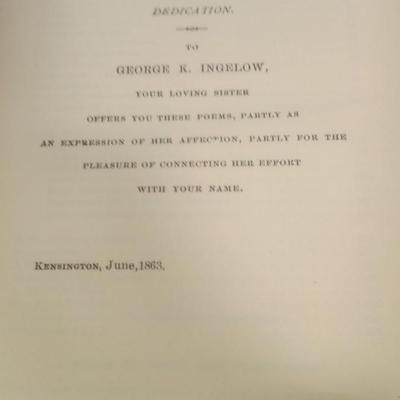 DEDICATION.
TO
GEORGE K. INGELOW,
YOUR LOVING SISTER
OFFERS YOU THESE POEMS, PARTLY AS
AN EXPRESSION OF HER AFFECTION, PARTLY FOR THE
PLEASURE OF CONNECTING HER EFFORT
WITH YOUR NAME.
KENSINGTON, June, 1863.